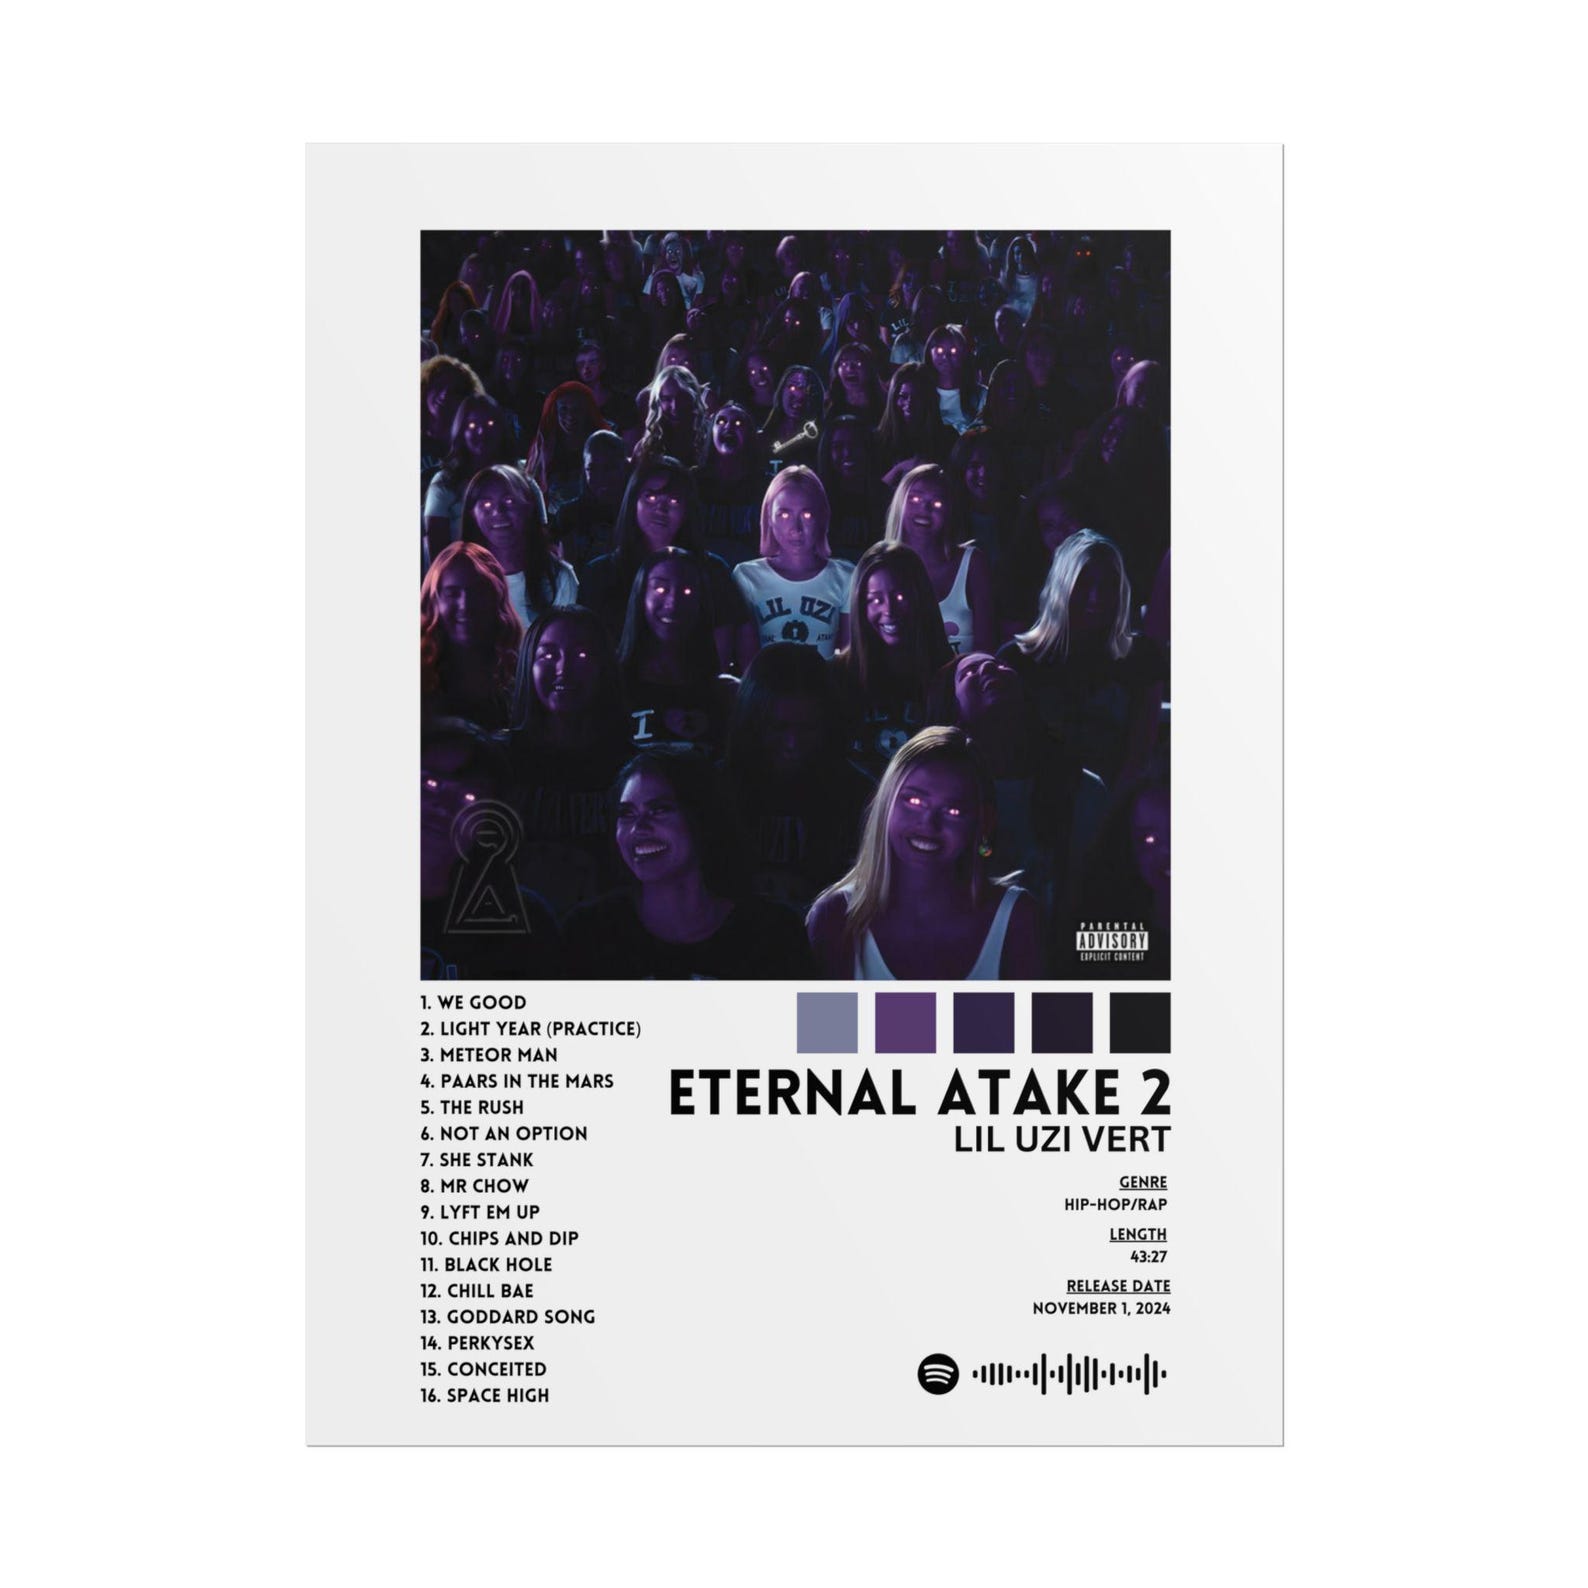 LIL UZI
I
PARENTAL
ADVISORY
EXPLICIT CONTENT
1. WE GOOD
2. LIGHT YEAR (PRACTICE)
3. METEOR MAN
4. PAARS IN THE MARS
5. THE RUSH
6. NOT AN OPTION
7. SHE STANK
8. MR CHOW
9. LYFT EM UP
10. CHIPS AND DIP
11. BLACK HOLE
12. CHILL BAE
13. GODDARD SONG
14. PERKYSEX
15. CONCEITED
16. SPACE HIGH
ETERNAL ATAKE 2
LIL UZI VERT
GENRE
HIP-HOP/RAP
LENGTH
43:27
RELEASE DATE
NOVEMBER 1, 2024